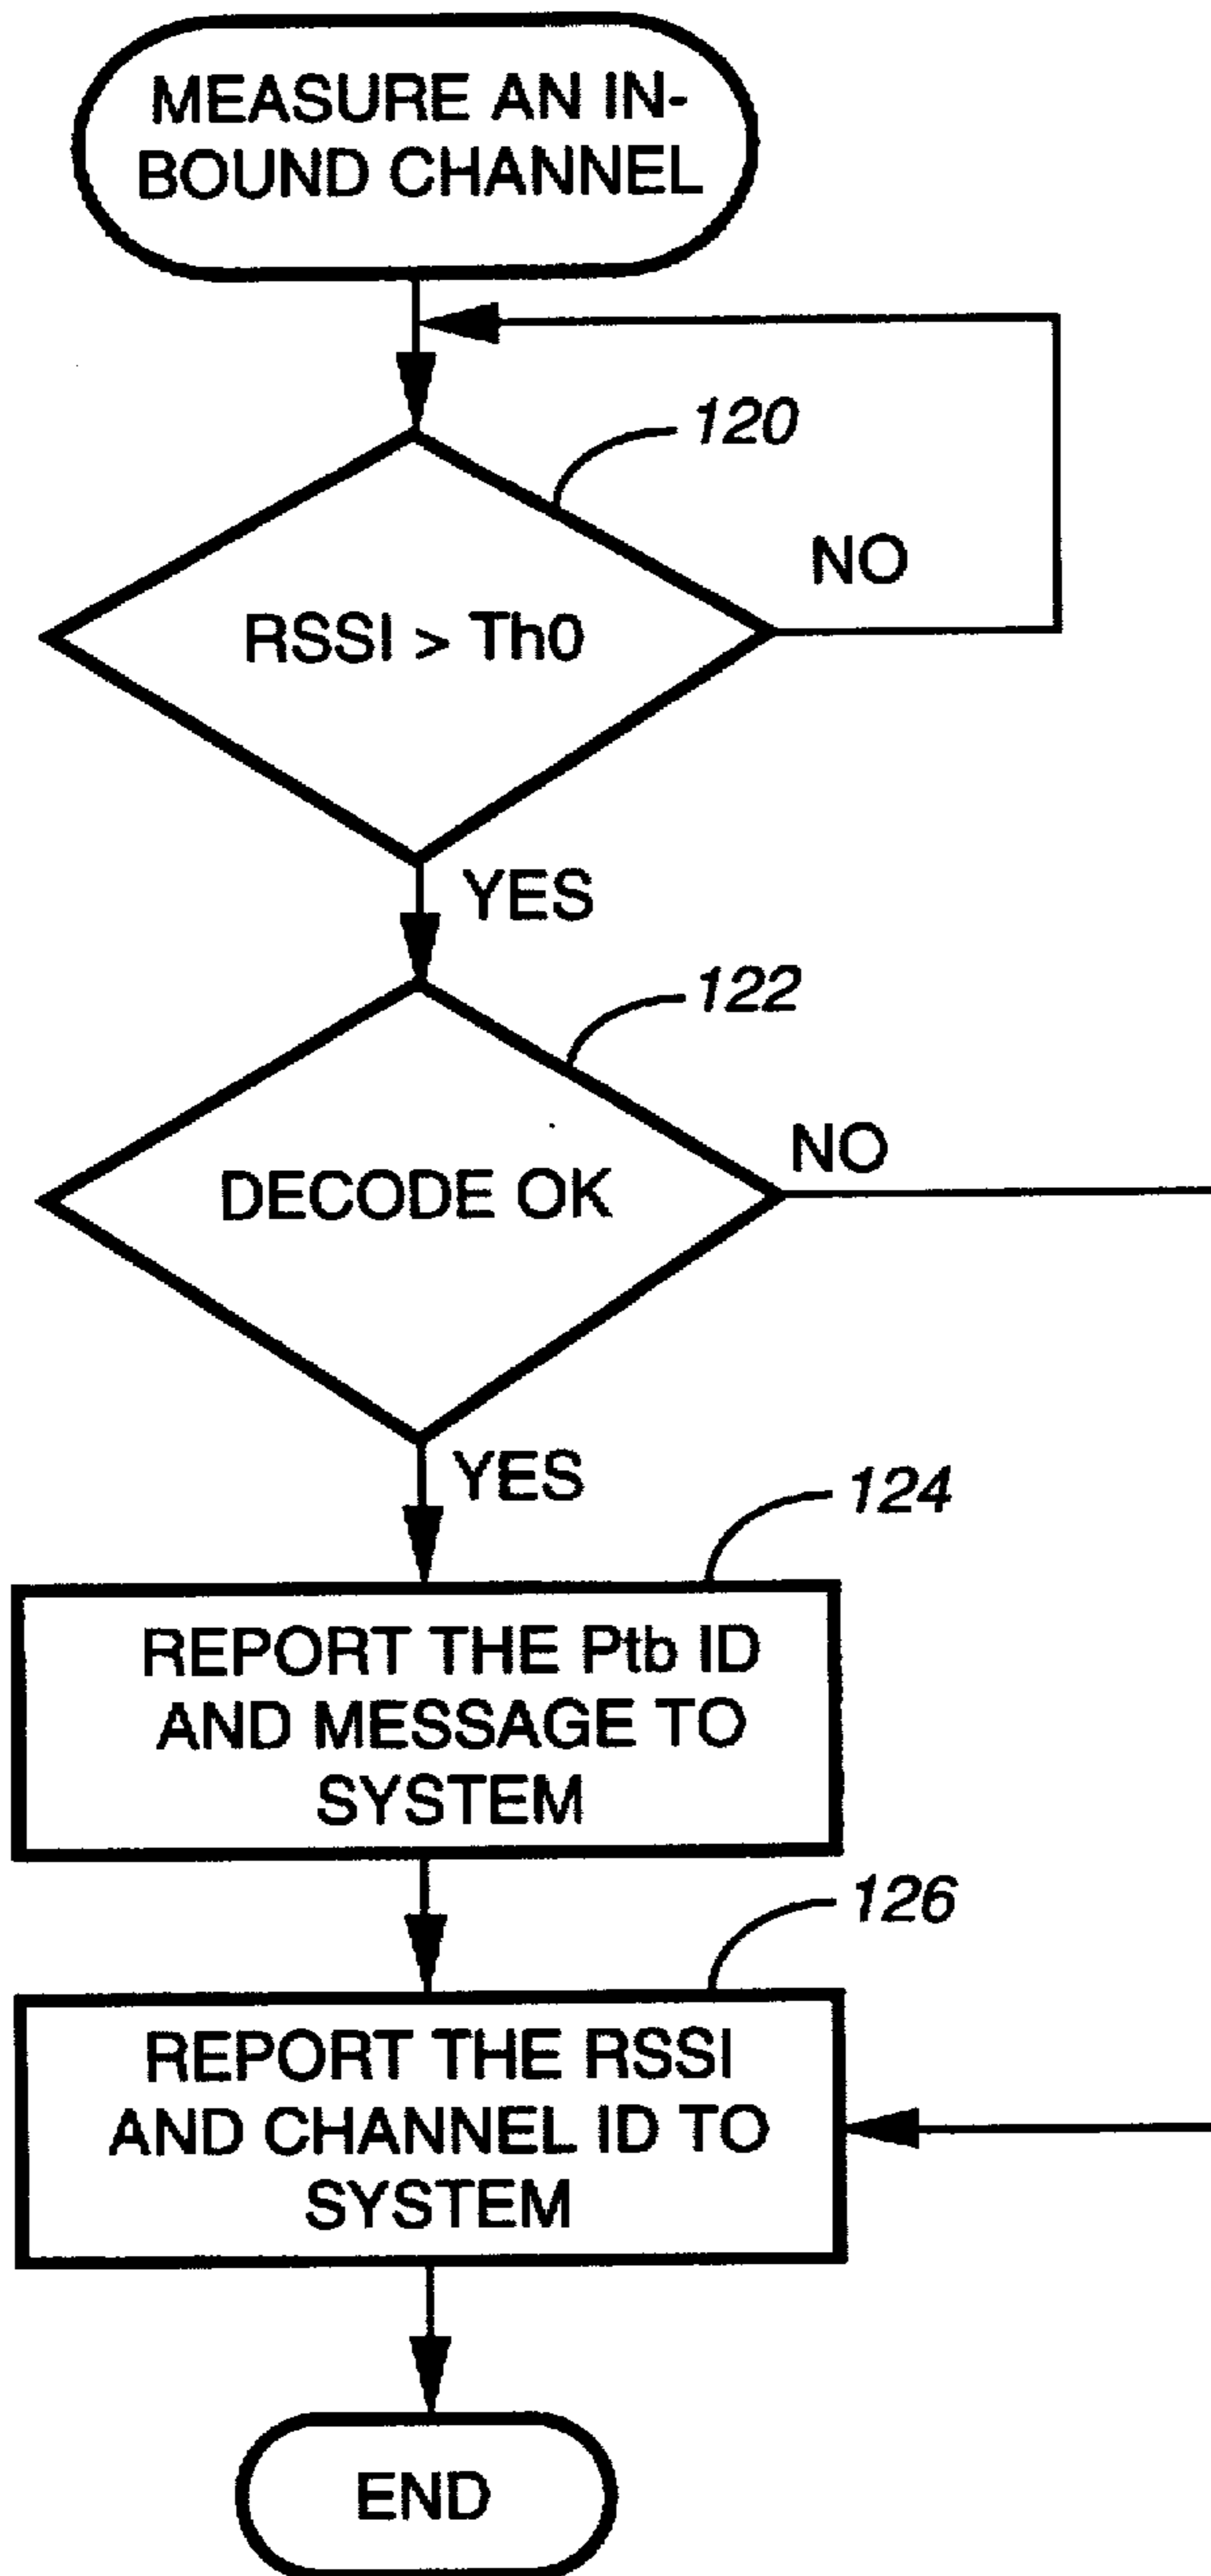 MEASURE AN IN-
BOUND CHANNEL
120
NO
RSSI > Th0
YES
122
NO
DECODE OK
YES
124
REPORT THE Ptb ID
AND MESSAGE TO
SYSTEM
126
REPORT THE RSSI
AND CHANNEL ID TO
SYSTEM
END